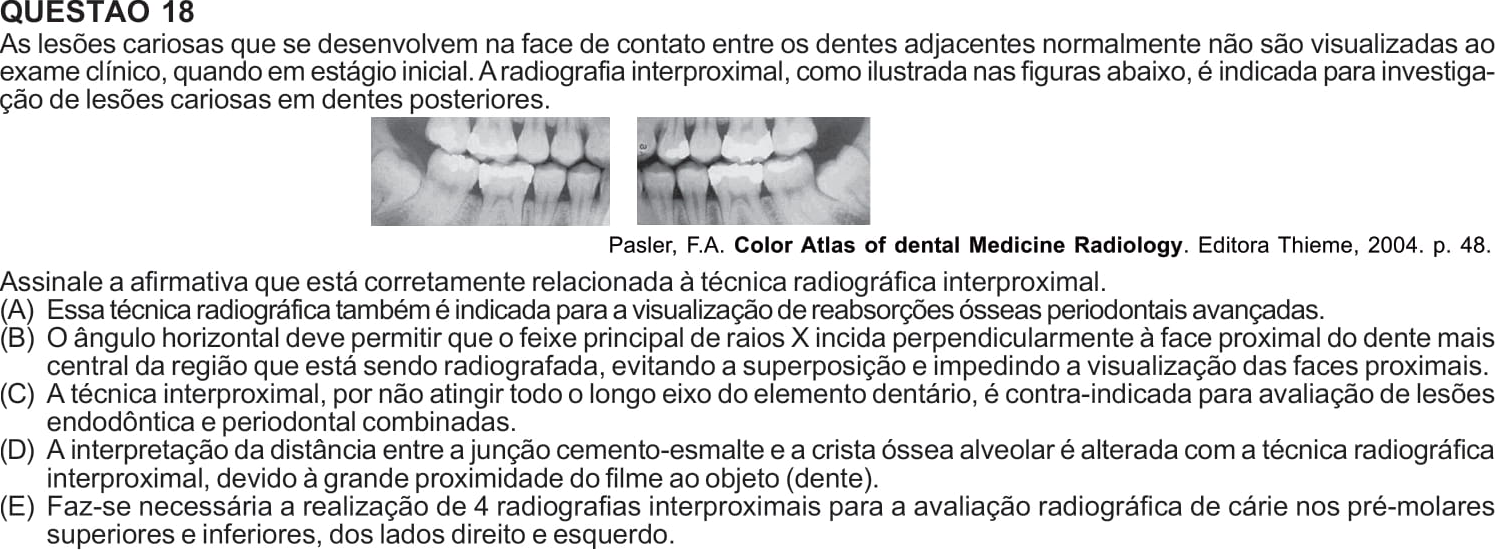 QUESTÃO 18
As lesões cariosas que se desenvolvem na face de contato entre os dentes adjacentes normalmente não são visualizadas ao
exame clínico, quando em estágio inicial. A radiografia interproximal, como ilustrada nas figuras abaixo, é indicada para investiga-
ção de lesões cariosas em dentes posteriores.
Pasler, F.A. Color Atlas of dental Medicine Radiology. Editora Thieme, 2004. p. 48.
Assinale a afirmativa que está corretamente relacionada à técnica radiográfica interproximal.
(A) Essa técnica radiográfica também é indicada para a visualização de reabsorções ósseas periodontais avançadas.
(B) O ângulo horizontal deve permitir que o feixe principal de raios X incida perpendicularmente à face proximal do dente mais
central da região que está sendo radiografada, evitando a superposição e impedindo a visualização das faces proximais.
(C) A técnica interproximal, por não atingir todo o longo eixo do elemento dentário, é contra-indicada para avaliação de lesões
endodôntica e periodontal combinadas.
(D) A interpretação da distância entre a junção cemento-esmalte e a crista óssea alveolar é alterada com a técnica radiográfica
interproximal, devido à grande proximidade do filme ao objeto (dente).
(E) Faz-se necessária a realização de 4 radiografias interproximais para a avaliação radiográfica de cárie nos pré-molares
superiores e inferiores, dos lados direito e esquerdo.